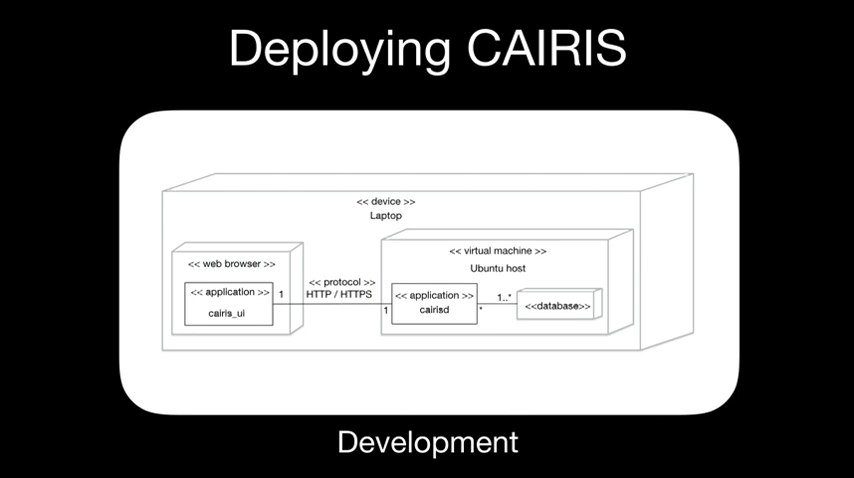 Deploying CAIRIS
<< device >>
Laptop
<< web browser >>
<< application >>
cairis_ui
1
<< protocol >>
HTTP / HTTPS
1
<< virtual machine >>
Ubuntu host
<< application >>
cairisd
*
1..*
<<database>>
Development